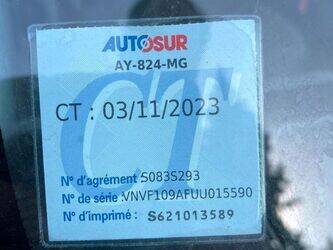 AUTOSUR
AY-824-MG
CT : 03/11/2023
N° d'agrément : S083S293
N° de série : VNVF109AFUU015590
N° d'imprimé : S621013589